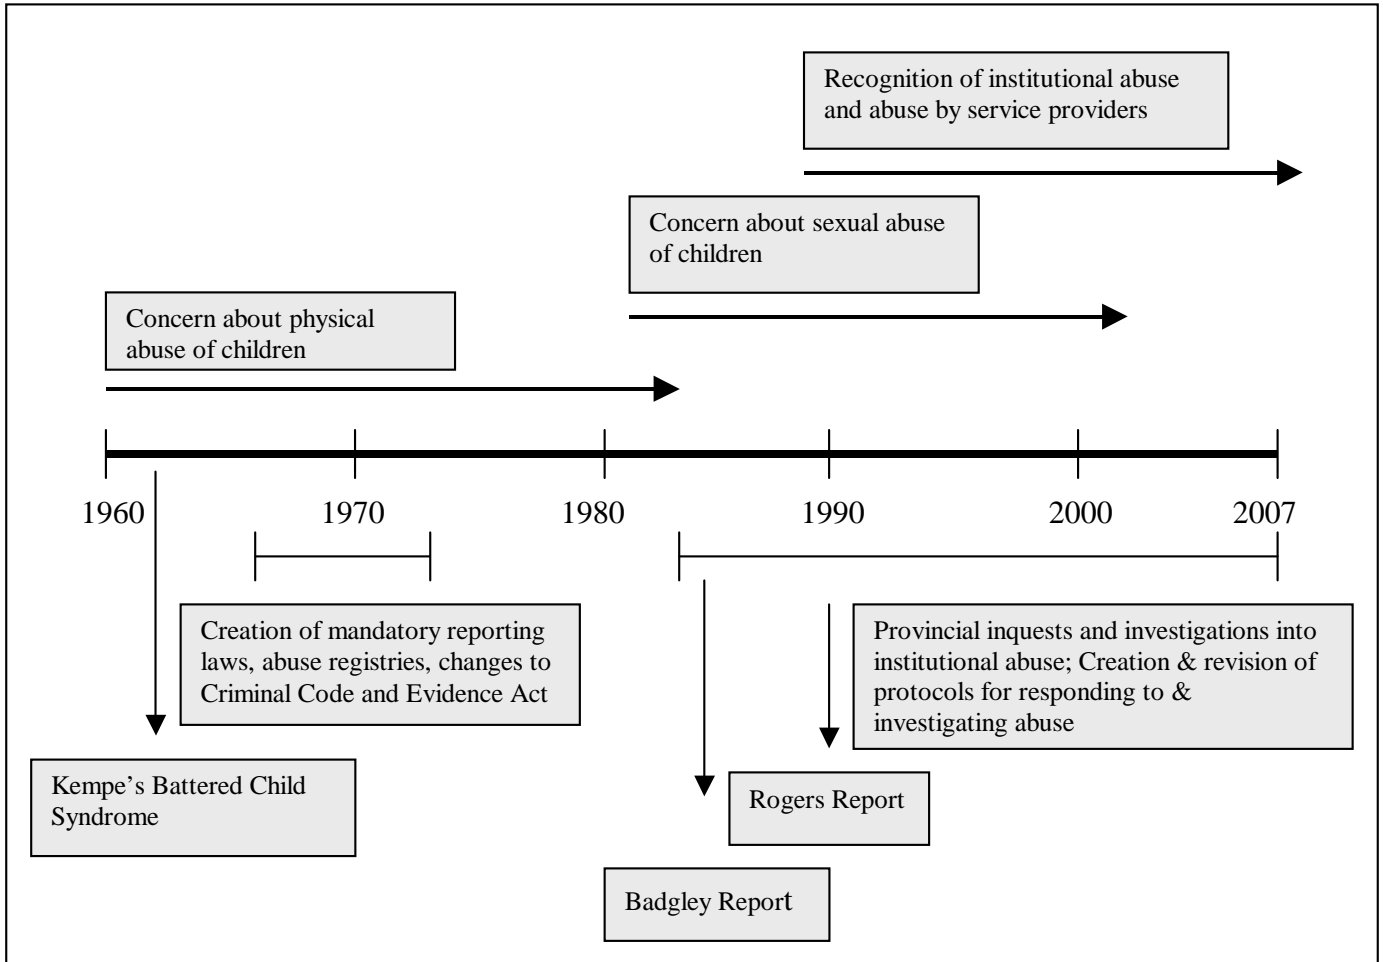 Recognition of institutional abuse
and abuse by service providers
Concern about sexual abuse
of children
Concern about physical
abuse of children
1960
1970
1980
1990
2000
2007
Creation of mandatory reporting
laws, abuse registries, changes to
Criminal Code and Evidence Act
Provincial inquests and investigations into
institutional abuse; Creation & revision of
protocols for responding to &
investigating abuse
Kempe’s Battered Child
Syndrome
Rogers Report
Badgley Report